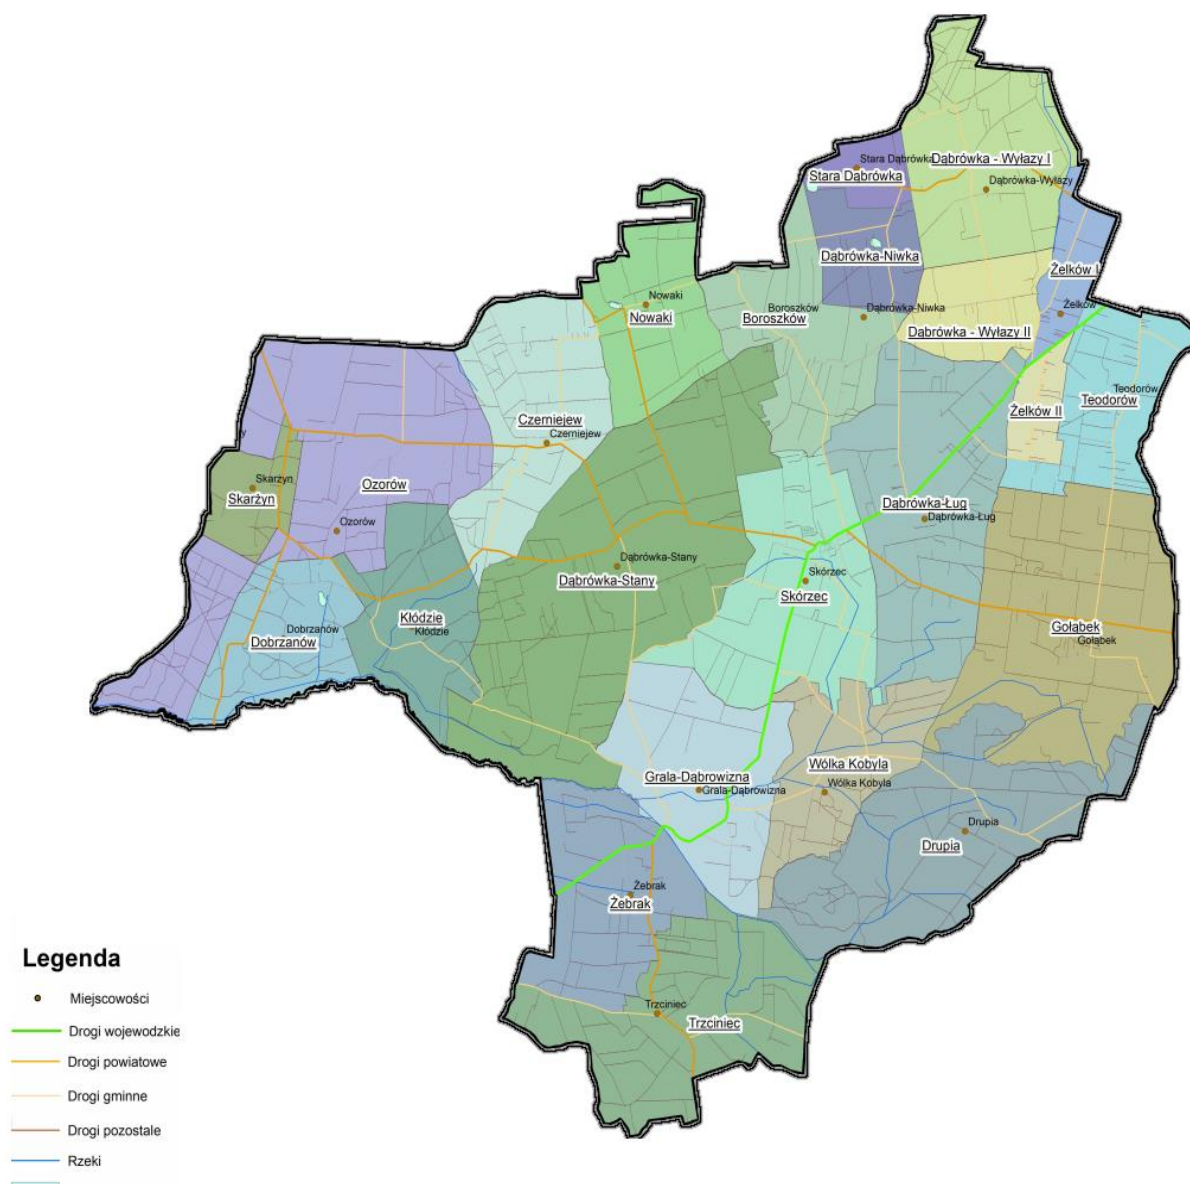 Stara Dąbrówka
Dąbrówka - Wyłazy I
Stara Dąbrówka
Dąbrówka-Wyłazy
Dąbrówka-Niwka
Żelków I
Nowaki
Nowaki
Boroszków
Boroszków
Dąbrówka-Niwka
Żelków
Dąbrówka - Wyłazy II
Teodorów
Teodorów
Żelków II
Czerniejew
Czerniejew
Skarżyn
Skarżyn
Ozorów
Ozorów
Dąbrówka-Ług
Dąbrówka-Ług
Dąbrówka-Stany
Dąbrówka-Stany
Skórzec
Skórzec
Dobrzanów
Dobrzanów
Kłódzie
Kłódzie
Gołąbek
Gołąbek
Grala-Dąbrowizna
Grala-Dąbrowizna
Wólka Kobyla
Wólka Kobyla
Drupia
Drupia
Żebrak
Żebrak
Trzciniec
Trzciniec
Legenda
Miejscowości
Drogi wojewodzkie
Drogi powiatowe
Drogi gminne
Drogi pozostale
Rzeki